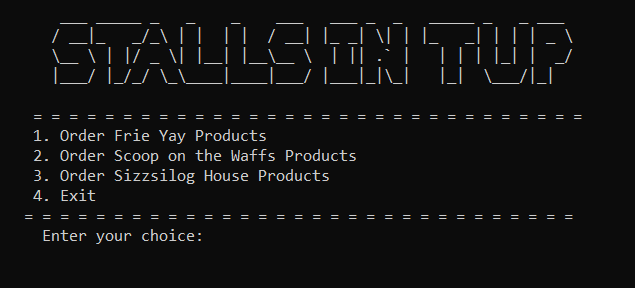 STALLS IN TUP
= = = = = = = = = = = = = = = = = = = = = = = = = = = = = = =
1. Order Frie Yay Products
2. Order Scoop on the Waffs Products
3. Order Sizzsilog House Products
4. Exit
= = = = = = = = = = = = = = = = = = = = = = = = = = = = = = =
Enter your choice: